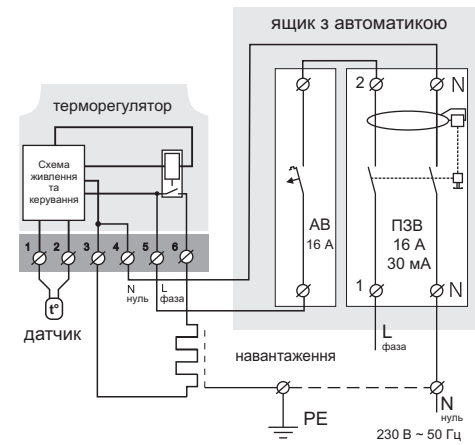 ящик з автоматикою
терморегулятор
Схема
живлення
та
керування
1 2 3 4 5 6
N
нуль
L
фаза
t°
датчик
2 N
АВ
16 А
ПЗВ
16 А
30 мА
1 N
L
фаза
навантаження
PE
N
нуль
230 В ~ 50 Гц